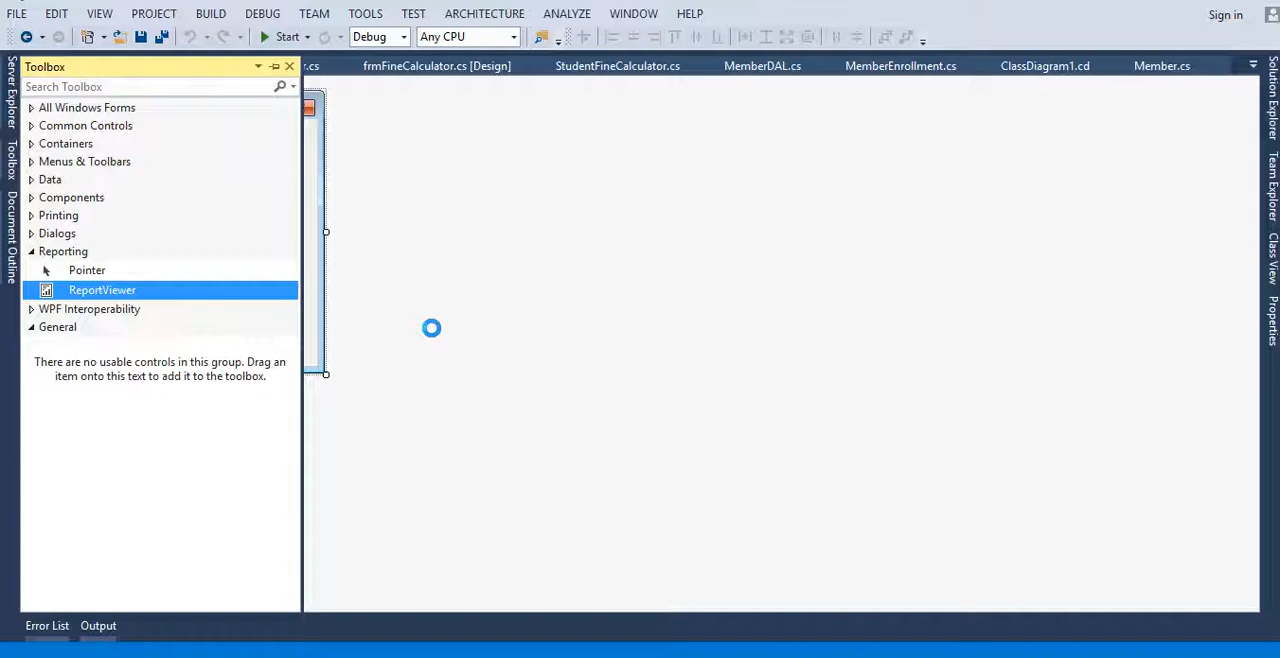 FILE EDIT VIEW PROJECT BUILD DEBUG TEAM TOOLS TEST ARCHITECTURE ANALYZE WINDOW HELP Sign in
Start Debug Any CPU
Toolbox
r.cs frmFineCalculator.cs [Design] StudentFineCalculator.cs MemberDAL.cs MemberEnrollment.cs ClassDiagram1.cd Member.cs
Search Toolbox
All Windows Forms
Common Controls
Containers
Menus & Toolbars
Data
Components
Printing
Dialogs
Reporting
Pointer
ReportViewer
WPF Interoperability
General
There are no usable controls in this group. Drag an
item onto this text to add it to the toolbox.
Server Explorer
Toolbox
Document Outline
Solution Explorer
Team Explorer
Class View
Properties
Error List Output